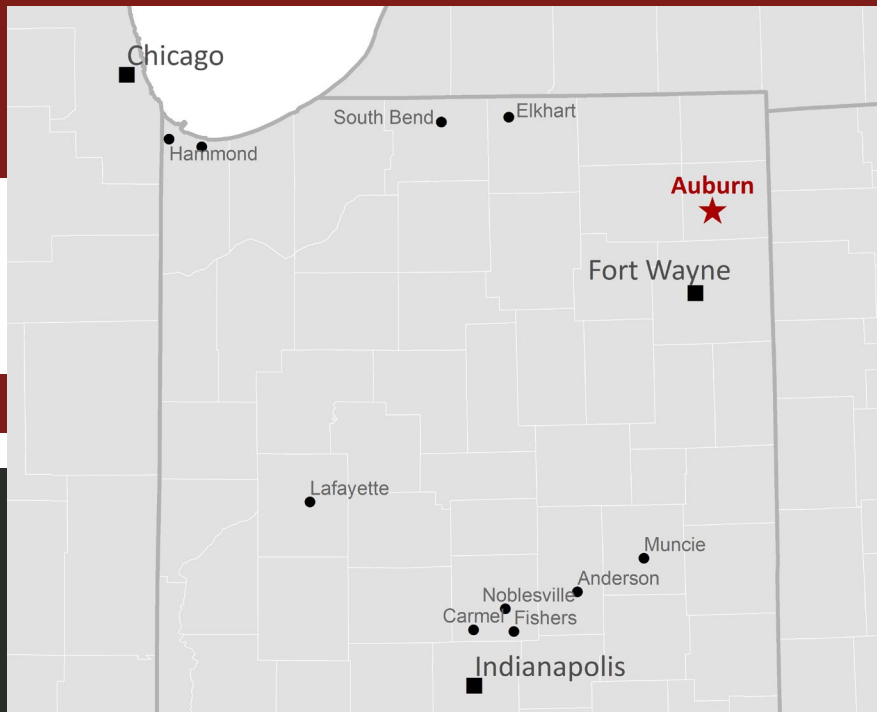 Chicago
South Bend
Elkhart
Hammond
Auburn
Fort Wayne
Lafayette
Muncie
Anderson
Noblesville
Carmel
Fishers
Indianapolis